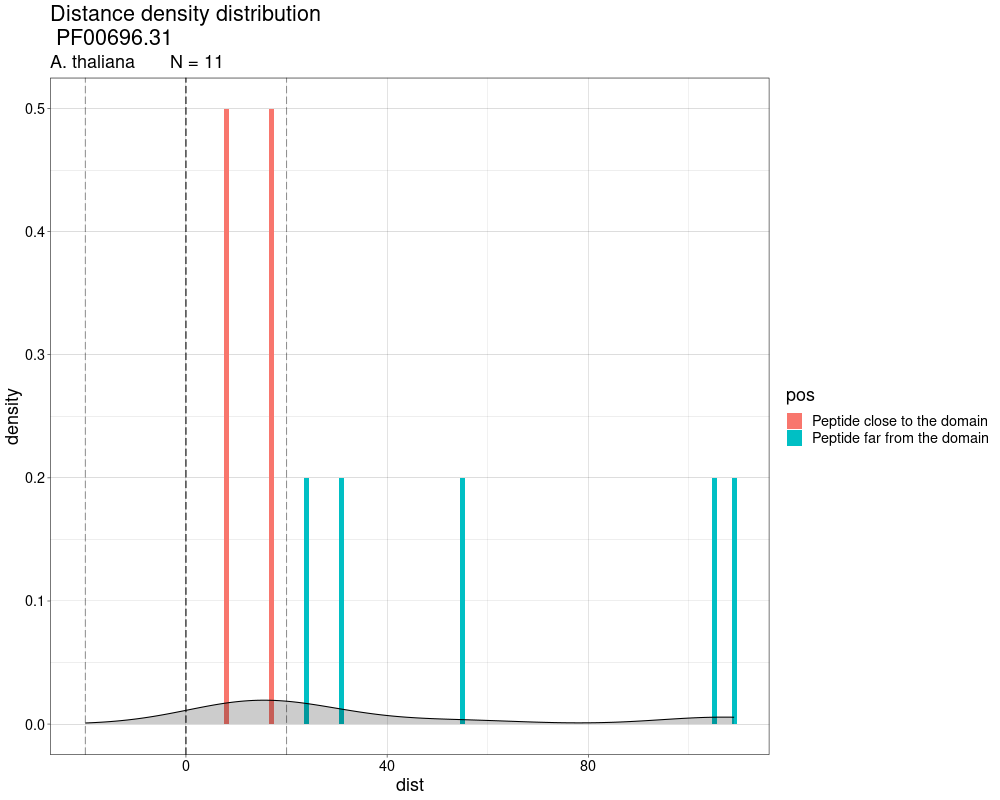 Distance density distribution
PF00696.31
A. thaliana N = 11
0.5
0.4
0.3
0.2
0.1
0.0
density
0 40 80
dist
pos
Peptide close to the domain
Peptide far from the domain